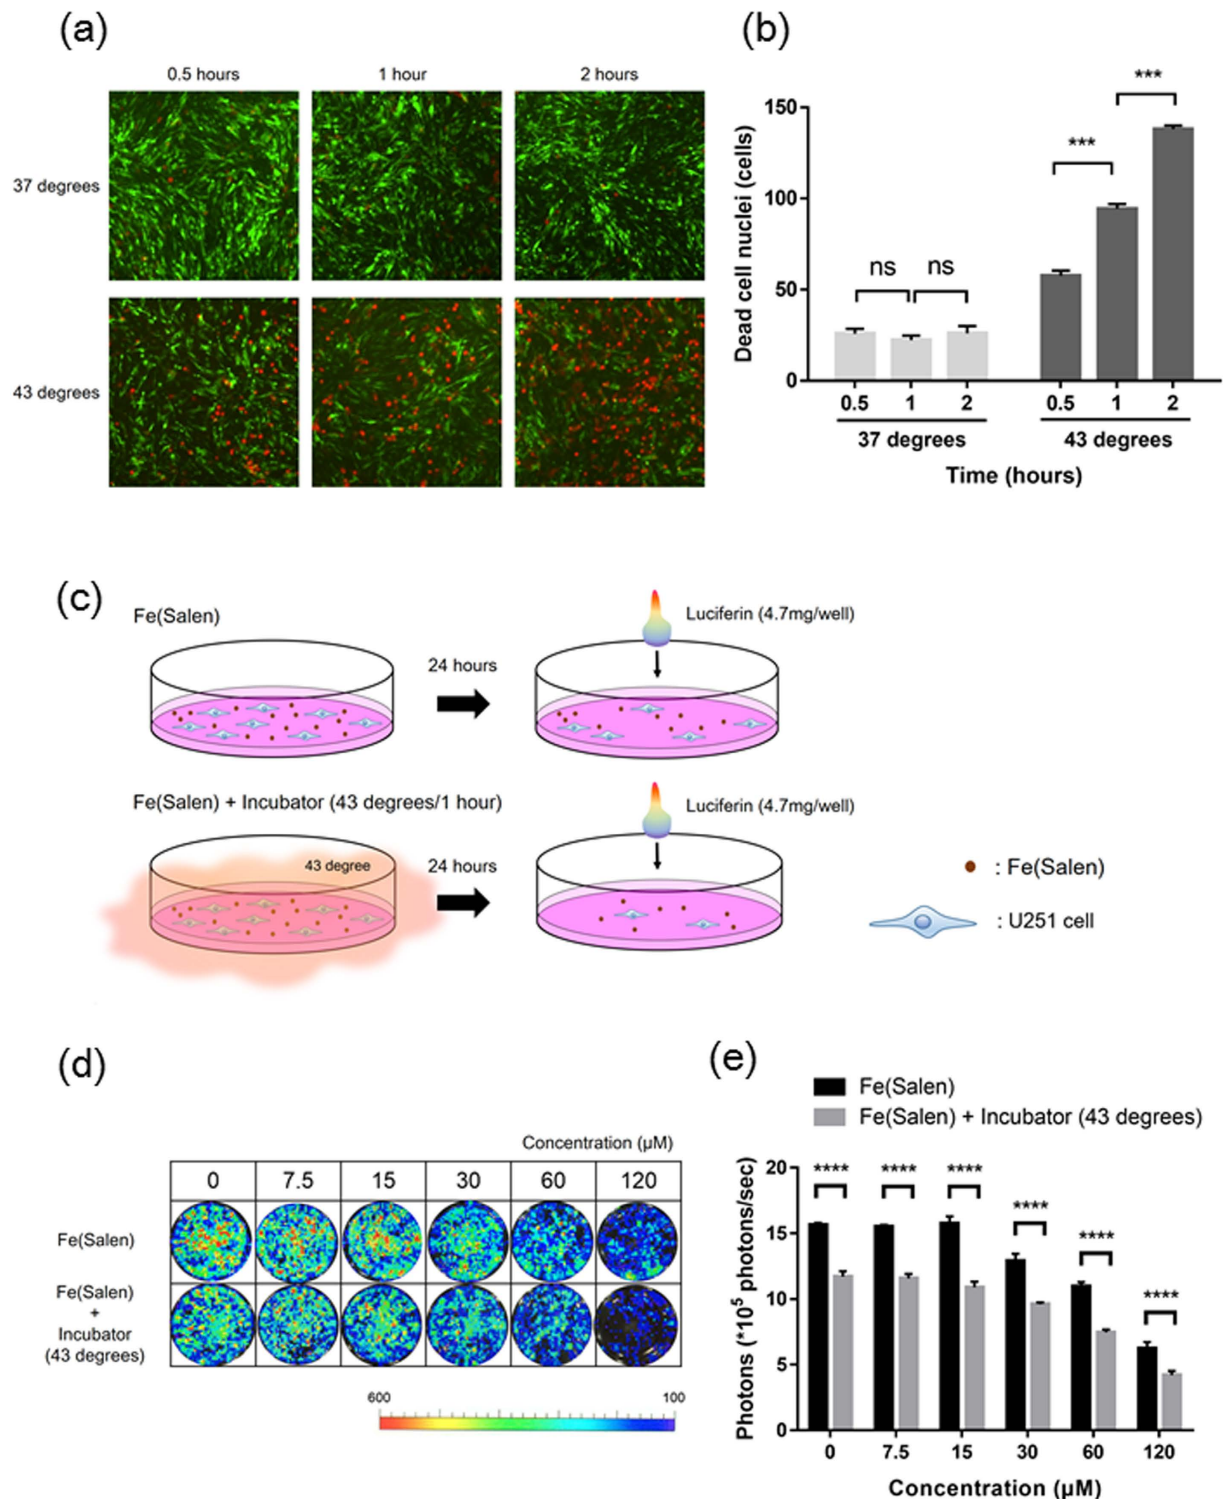 (a)
0.5 hours
1 hour
2 hours
37 degrees
43 degrees
(b)
Dead cell nuclei (cells)
150
100
50
0
ns
ns
***
***
0.5 1 2
0.5 1 2
37 degrees
43 degrees
Time (hours)
(c)
Fe(Salen)
24 hours
Luciferin (4.7mg/well)
Fe(Salen) + Incubator (43 degrees/1 hour)
43 degree
24 hours
Luciferin (4.7mg/well)
: Fe(Salen)
: U251 cell
(d)
Concentration (μM)
0 7.5 15 30 60 120
Fe(Salen)
Fe(Salen)
+
Incubator
(43 degrees)
600 100
(e)
Fe(Salen)
Fe(Salen) + Incubator (43 degrees)
Photons (*10⁵ photons/sec)
20
15
10
5
0
**** **** **** **** **** ****
0 7.5 15 30 60 120
Concentration (μM)